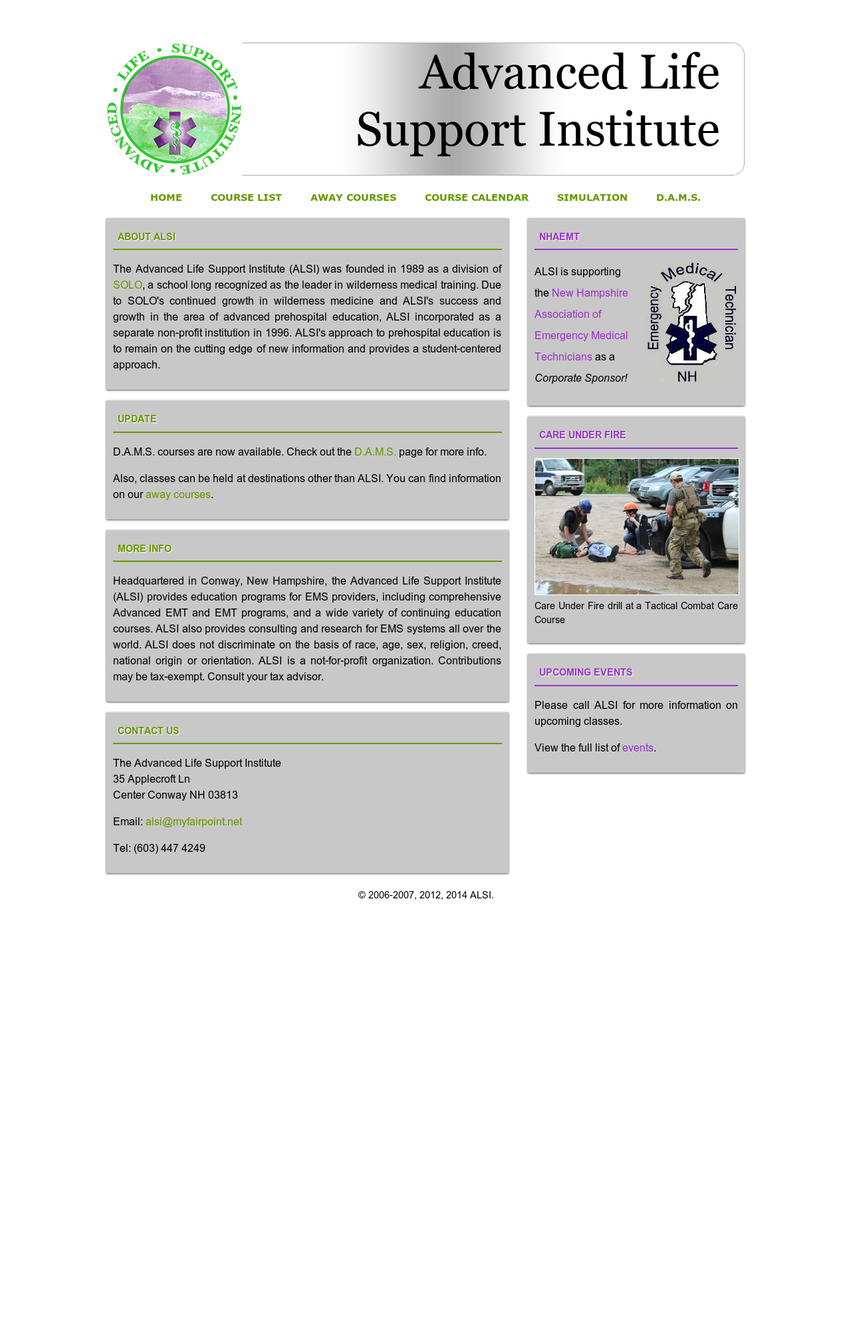 • LIFE • SUPPORT • INSTITUTE • ADVANCED
Advanced Life
Support Institute
HOME COURSE LIST AWAY COURSES COURSE CALENDAR SIMULATION D.A.M.S.
ABOUT ALSI
The Advanced Life Support Institute (ALSI) was founded in 1989 as a division of
SOLO, a school long recognized as the leader in wilderness medical training. Due
to SOLO's continued growth in wilderness medicine and ALSI's success and
growth in the area of advanced prehospital education, ALSI incorporated as a
separate non-profit institution in 1996. ALSI's approach to prehospital education is
to remain on the cutting edge of new information and provides a student-centered
approach.
UPDATE
D.A.M.S. courses are now available. Check out the D.A.M.S. page for more info.
Also, classes can be held at destinations other than ALSI. You can find information
on our away courses.
MORE INFO
Headquartered in Conway, New Hampshire, the Advanced Life Support Institute
(ALSI) provides education programs for EMS providers, including comprehensive
Advanced EMT and EMT programs, and a wide variety of continuing education
courses. ALSI also provides consulting and research for EMS systems all over the
world. ALSI does not discriminate on the basis of race, age, sex, religion, creed,
national origin or orientation. ALSI is a not-for-profit organization. Contributions
may be tax-exempt. Consult your tax advisor.
CONTACT US
The Advanced Life Support Institute
35 Applecroft Ln
Center Conway NH 03813
Email: alsi@myfairpoint.net
Tel: (603) 447 4249
NHAEMT
ALSI is supporting
the New Hampshire
Association of
Emergency Medical
Technicians as a
Corporate Sponsor!
Emergency Medical Technician
NH
CARE UNDER FIRE
Care Under Fire drill at a Tactical Combat Care
Course
UPCOMING EVENTS
Please call ALSI for more information on
upcoming classes.
View the full list of events.
© 2006-2007, 2012, 2014 ALSI.